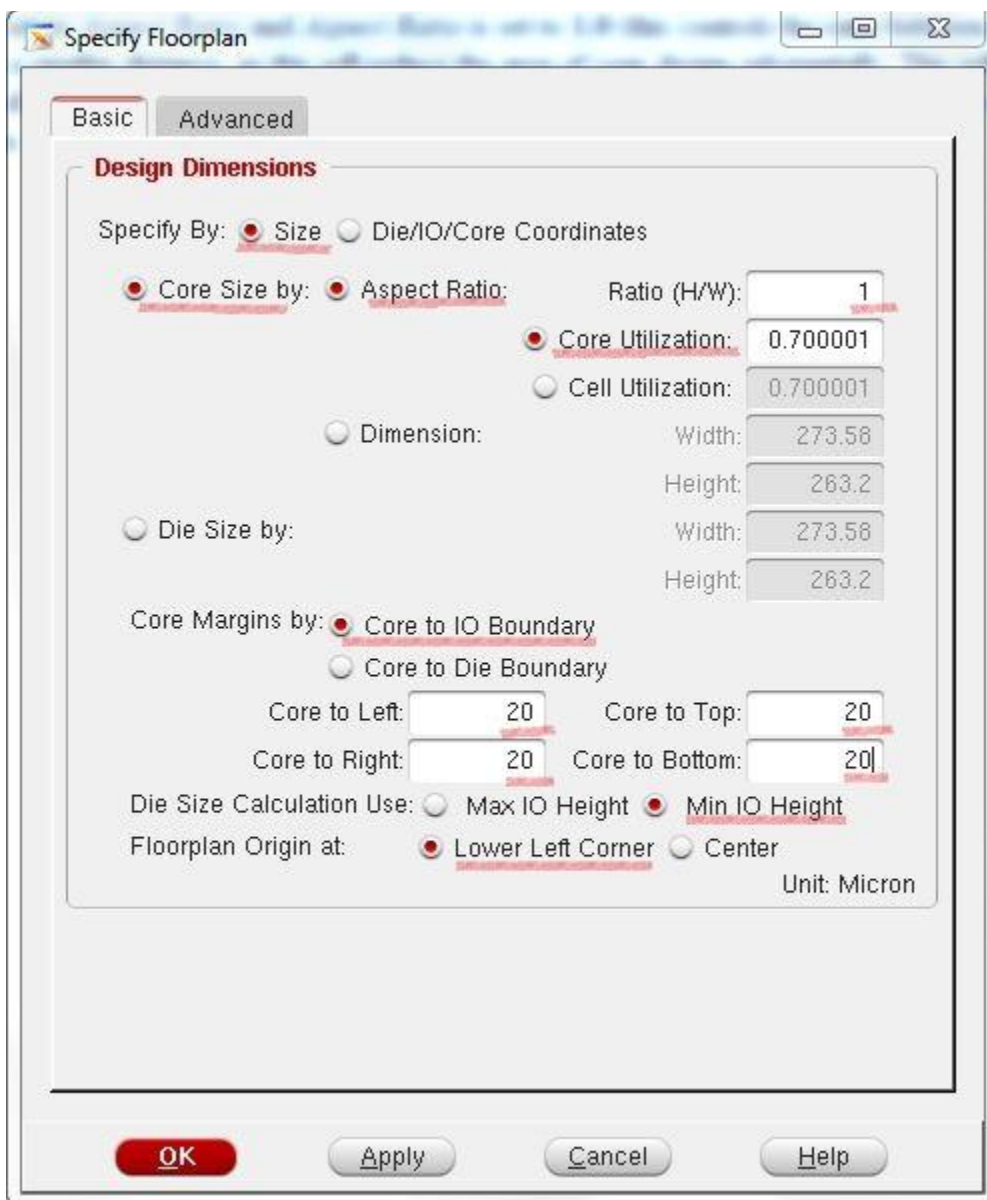 Specify Floorplan
Basic Advanced
Design Dimensions
Specify By: Size Die/IO/Core Coordinates
Core Size by: Aspect Ratio: Ratio (H/W): 1
Core Utilization: 0.700001
Cell Utilization: 0.700001
Dimension: Width: 273.58
Height: 263.2
Die Size by: Width: 273.58
Height: 263.2
Core Margins by: Core to IO Boundary
Core to Die Boundary
Core to Left: 20 Core to Top: 20
Core to Right: 20 Core to Bottom: 20
Die Size Calculation Use: Max IO Height Min IO Height
Floorplan Origin at: Lower Left Corner Center
Unit: Micron
OK Apply Cancel Help